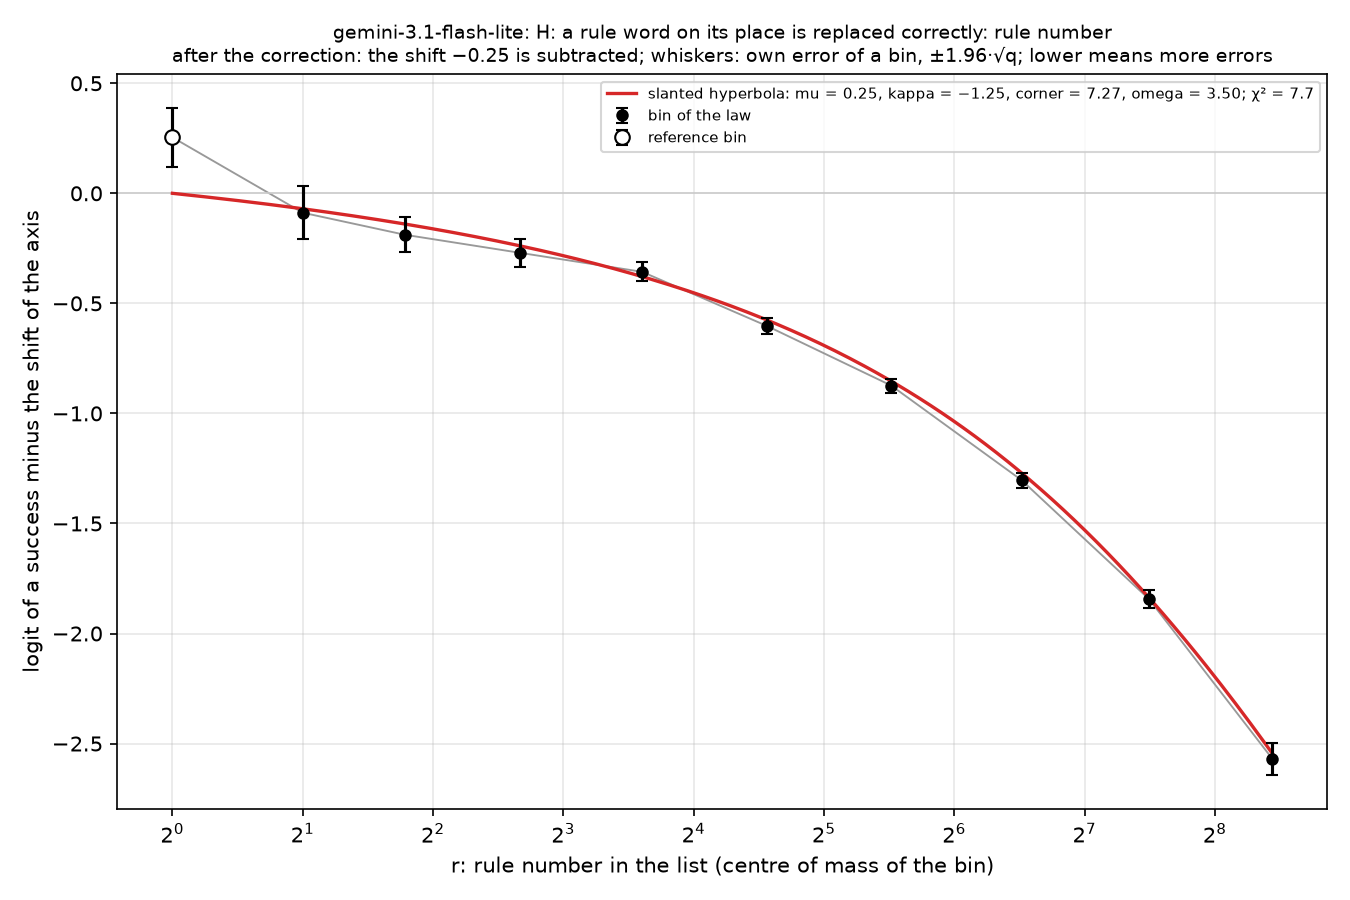 gemini-3.1-flash-lite: H: a rule word on its place is replaced correctly: rule number
after the correction: the shift −0.25 is subtracted; whiskers: own error of a bin, ±1.96·√q; lower means more errors
slanted hyperbola: mu = 0.25, kappa = −1.25, corner = 7.27, omega = 3.50; χ² = 7.7
bin of the law
reference bin
logit of a success minus the shift of the axis
0.5
0.0
−0.5
−1.0
−1.5
−2.0
−2.5
2⁰ 2¹ 2² 2³ 2⁴ 2⁵ 2⁶ 2⁷ 2⁸
r: rule number in the list (centre of mass of the bin)